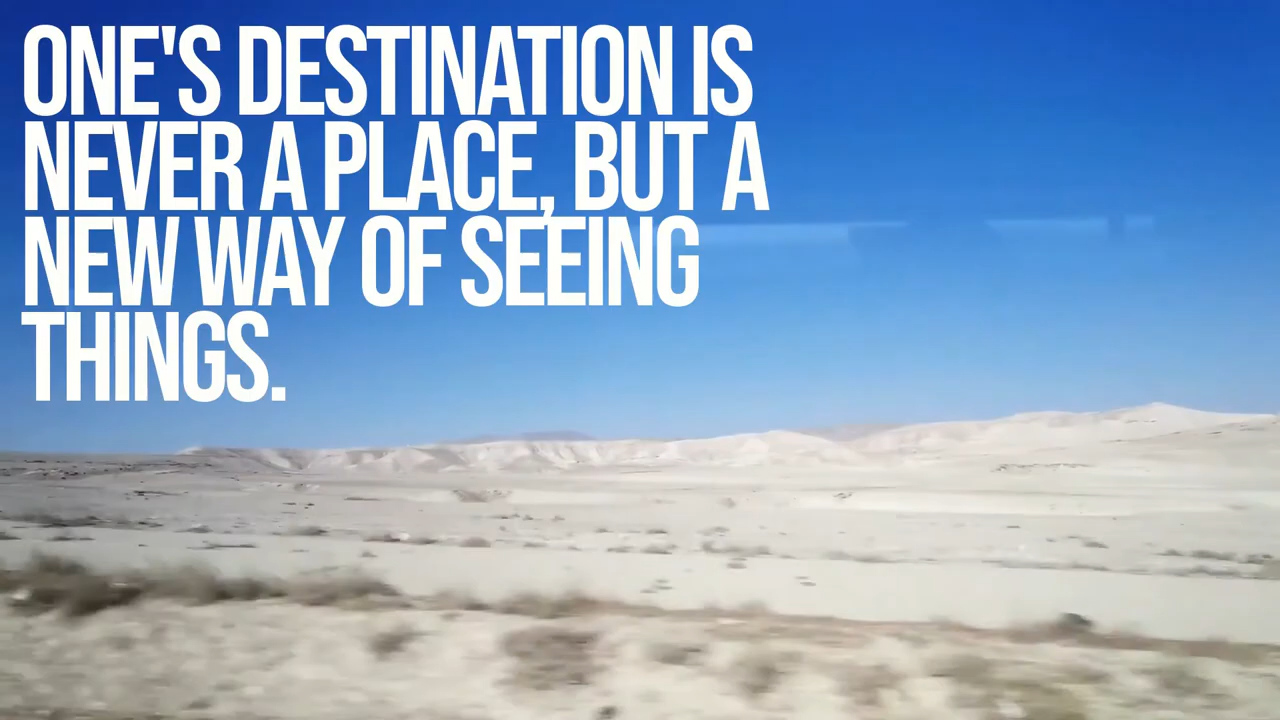 ONE'S DESTINATION IS
NEVER A PLACE, BUT A
NEW WAY OF SEEING
THINGS.